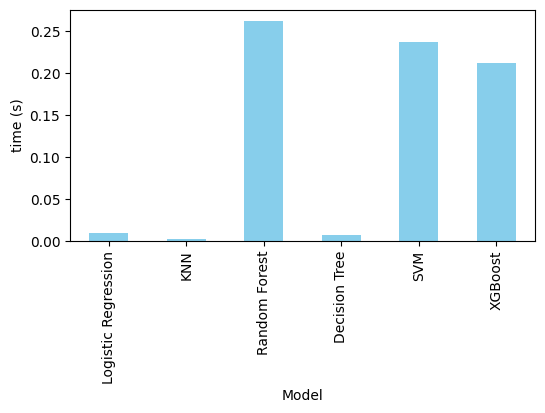 time (s)
0.25
0.20
0.15
0.10
0.05
0.00
Logistic Regression
KNN
Random Forest
Decision Tree
SVM
XGBoost
Model